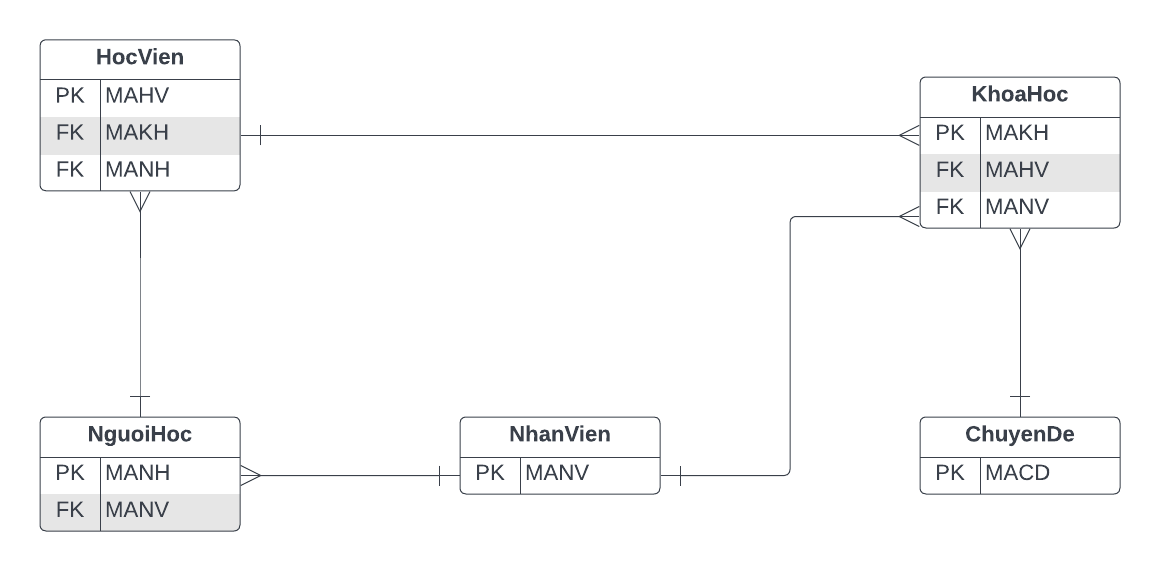 HocVien
PK MAHV
FK MAKH
FK MANH
KhoaHoc
PK MAKH
FK MAHV
FK MANV
NguoiHoc
PK MANH
FK MANV
NhanVien
PK MANV
ChuyenDe
PK MACD